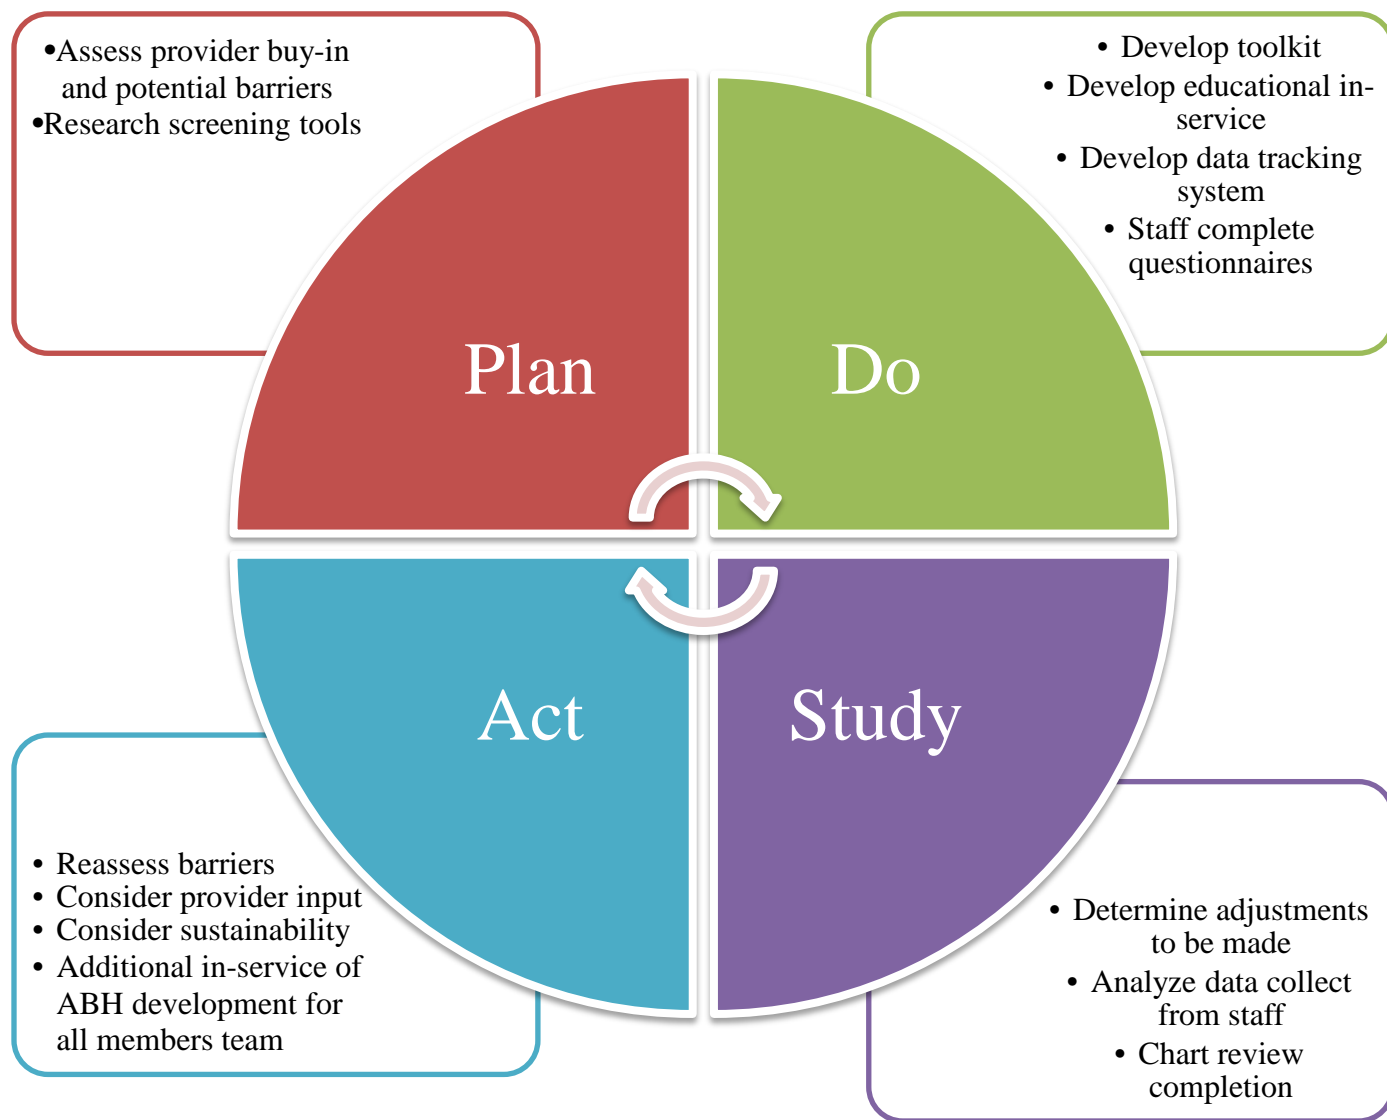 •Assess provider buy-in
and potential barriers
•Research screening tools
• Develop toolkit
• Develop educational in-
service
• Develop data tracking
system
• Staff complete
questionnaires
Plan
Do
Act
Study
• Reassess barriers
• Consider provider input
• Consider sustainability
• Additional in-service of
ABH development for
all members team
• Determine adjustments
to be made
• Analyze data collect
from staff
• Chart review
completion